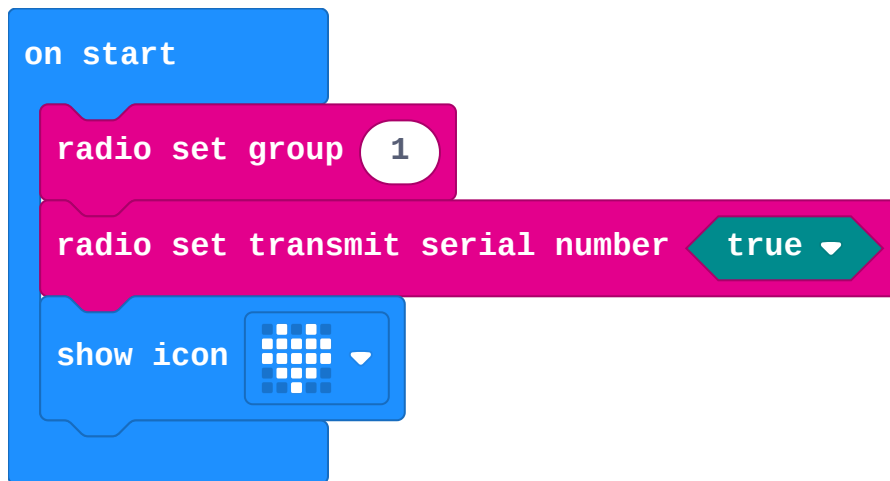 on start
radio set group 1
radio set transmit serial number true
show icon